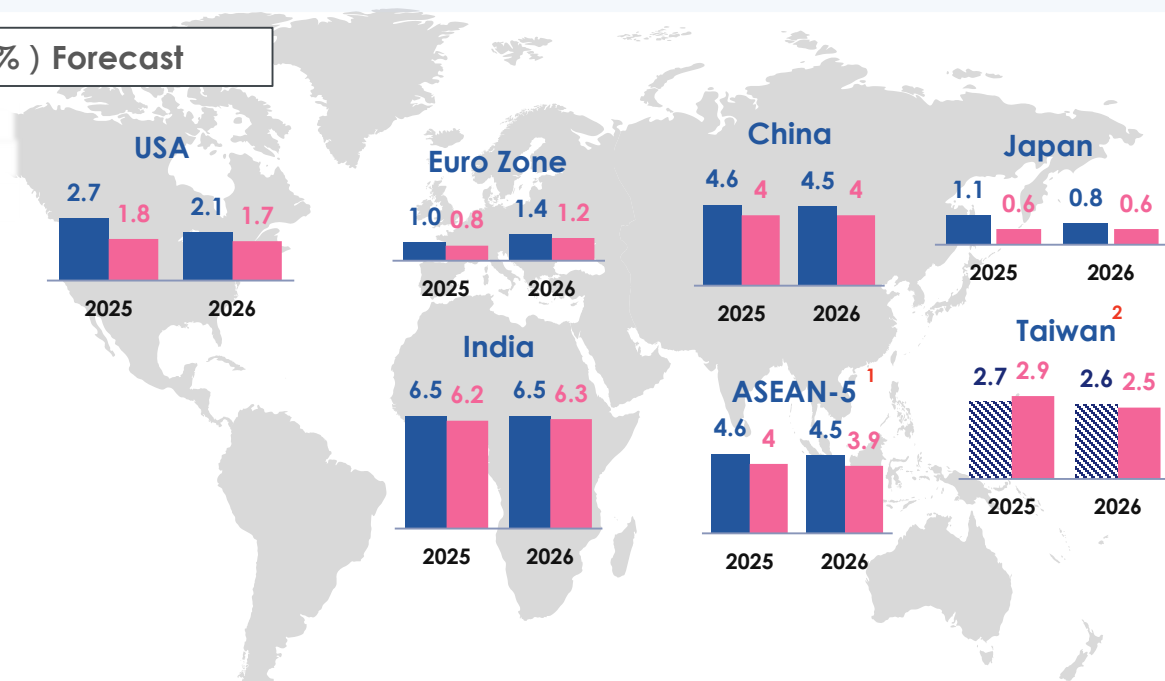 % ) Forecast
USA
2.7 1.8 2.1 1.7
2025 2026
Euro Zone
1.0 0.8 1.4 1.2
2025 2026
China
4.6 4 4.5 4
2025 2026
Japan
1.1 0.6 0.8 0.6
2025 2026
India
6.5 6.2 6.5 6.3
2025 2026
ASEAN-5 1
4.6 4 4.5 3.9
2025 2026
Taiwan 2
2.7 2.9 2.6 2.5
2025 2026